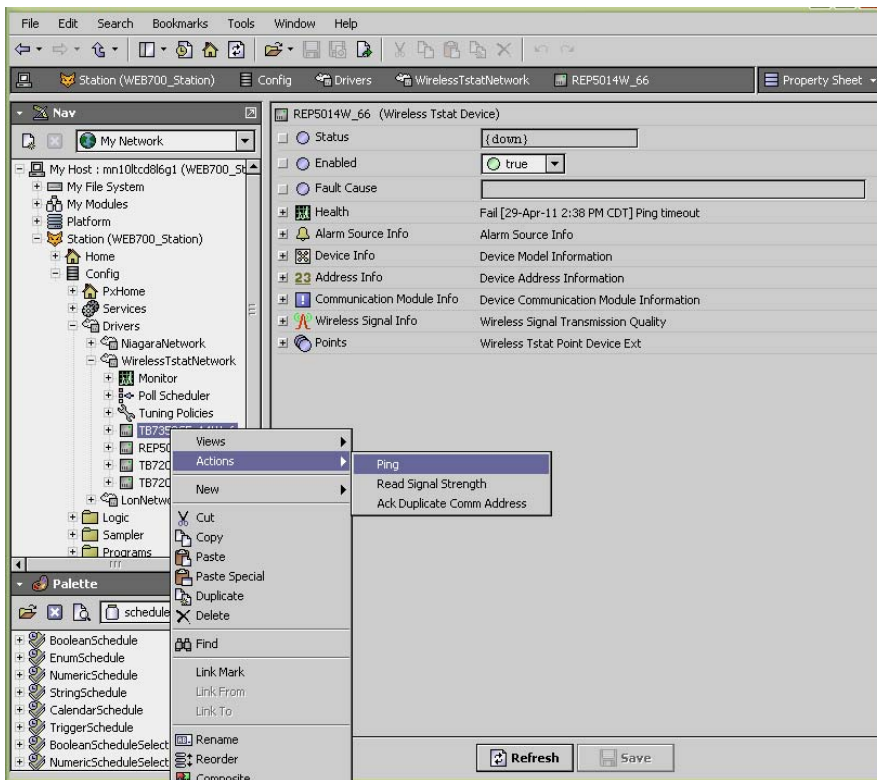 File Edit Search Bookmarks Tools Window Help
Station (WEB700_Station) Config Drivers WirelessTstatNetwork REP5014W_66 Property Sheet
Nav
My Network
My Host : mn10ltcd8l6g1 (WEB700_St
My File System
My Modules
Platform
Station (WEB700_Station)
Home
Config
PxHome
Services
Drivers
NiagaraNetwork
WirelessTstatNetwork
Monitor
Poll Scheduler
Tuning Policies
REP50
TB720
TB720
LonNetwo
Logic
Sampler
Programs
Palette
schedule
BooleanSchedule
EnumSchedule
NumericSchedule
StringSchedule
CalendarSchedule
TriggerSchedule
BooleanScheduleSelect
NumericScheduleSelect
REP5014W_66 (Wireless Tstat Device)
Status {down}
Enabled true
Fault Cause
Health Fail [29-Apr-11 2:38 PM CDT] Ping timeout
Alarm Source Info Alarm Source Info
Device Info Device Model Information
23 Address Info Device Address Information
Communication Module Info Device Communication Module Information
Wireless Signal Info Wireless Signal Transmission Quality
Points Wireless Tstat Point Device Ext
Views
Actions
New
Cut
Copy
Paste
Paste Special
Duplicate
Delete
Find
Link Mark
Link From
Link To
Rename
Reorder
Composite
Ping
Read Signal Strength
Ack Duplicate Comm Address
Refresh Save